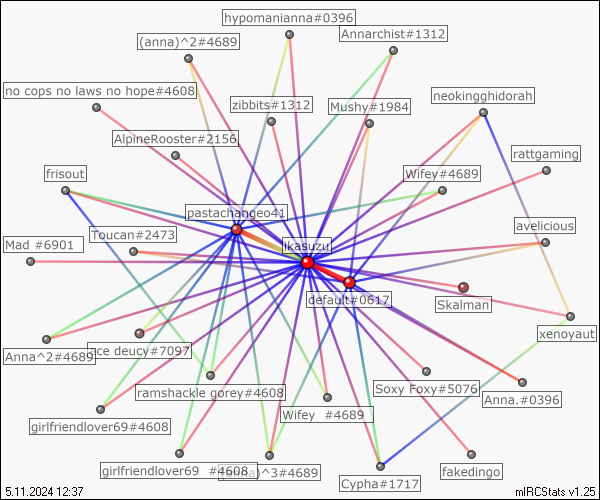 hypomanianna#0396
Annarchist#1312
(anna)^2#4689
no cops no laws no hope#4608
neokingghidorah
zibbits#1312
Mushy#1984
AlpineRooster#2156
rattgaming
frisout
Wifey#4689
pastachangeo41
avelicious
Toucan#2473
ikasuzu
Mad #6901
default#0617
Skalman
xenoyaut
Anna^2#4689
ace deucy#7097
ramshackle gorey#4608
Soxy Foxy#5076
Anna.#0396
Wifey #4689
girlfriendlover69#4608
girlfriendlover69 #4608
)^3#4689
fakedingo
Cypha#1717
5.11.2024 12:37
mIRCStats v1.25